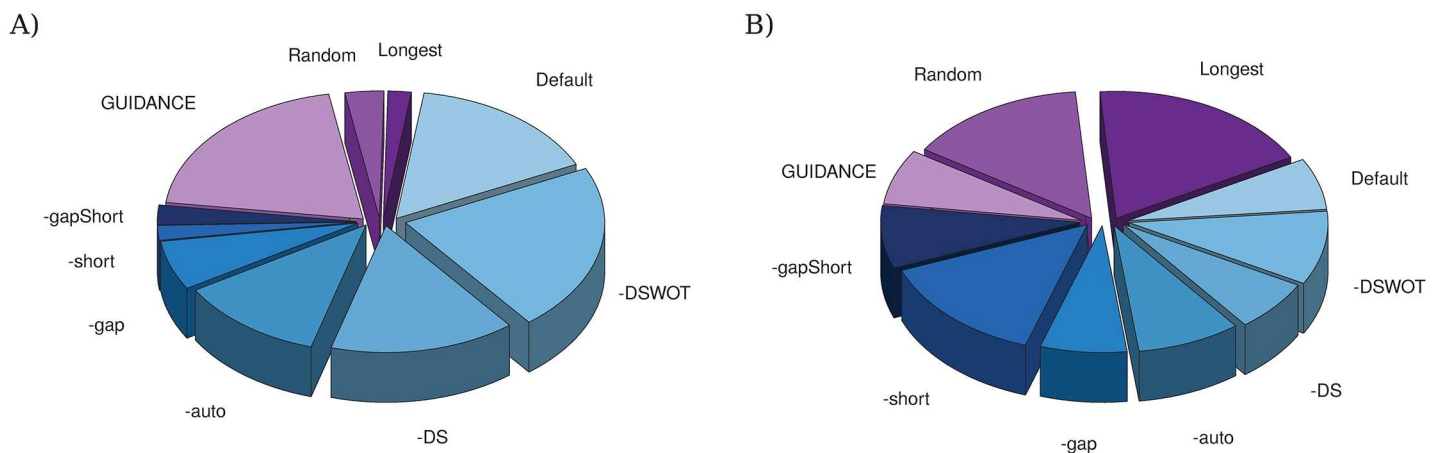 A)
Random
Longest
Default
GUIDANCE
-gapShort
-short
-gap
-auto
-DS
-DSWOT
B)
Random
Longest
GUIDANCE
Default
-gapShort
-DSWOT
-short
-DS
-gap
-auto